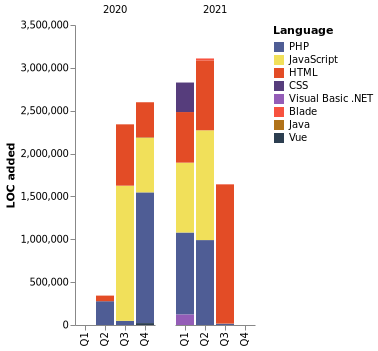 2020 2021
3,500,000
3,000,000
2,500,000
2,000,000
1,500,000
1,000,000
500,000
0
LOC added
Q1 Q2 Q3 Q4 Q1 Q2 Q3 Q4
Language
PHP
JavaScript
HTML
CSS
Visual Basic .NET
Blade
Java
Vue